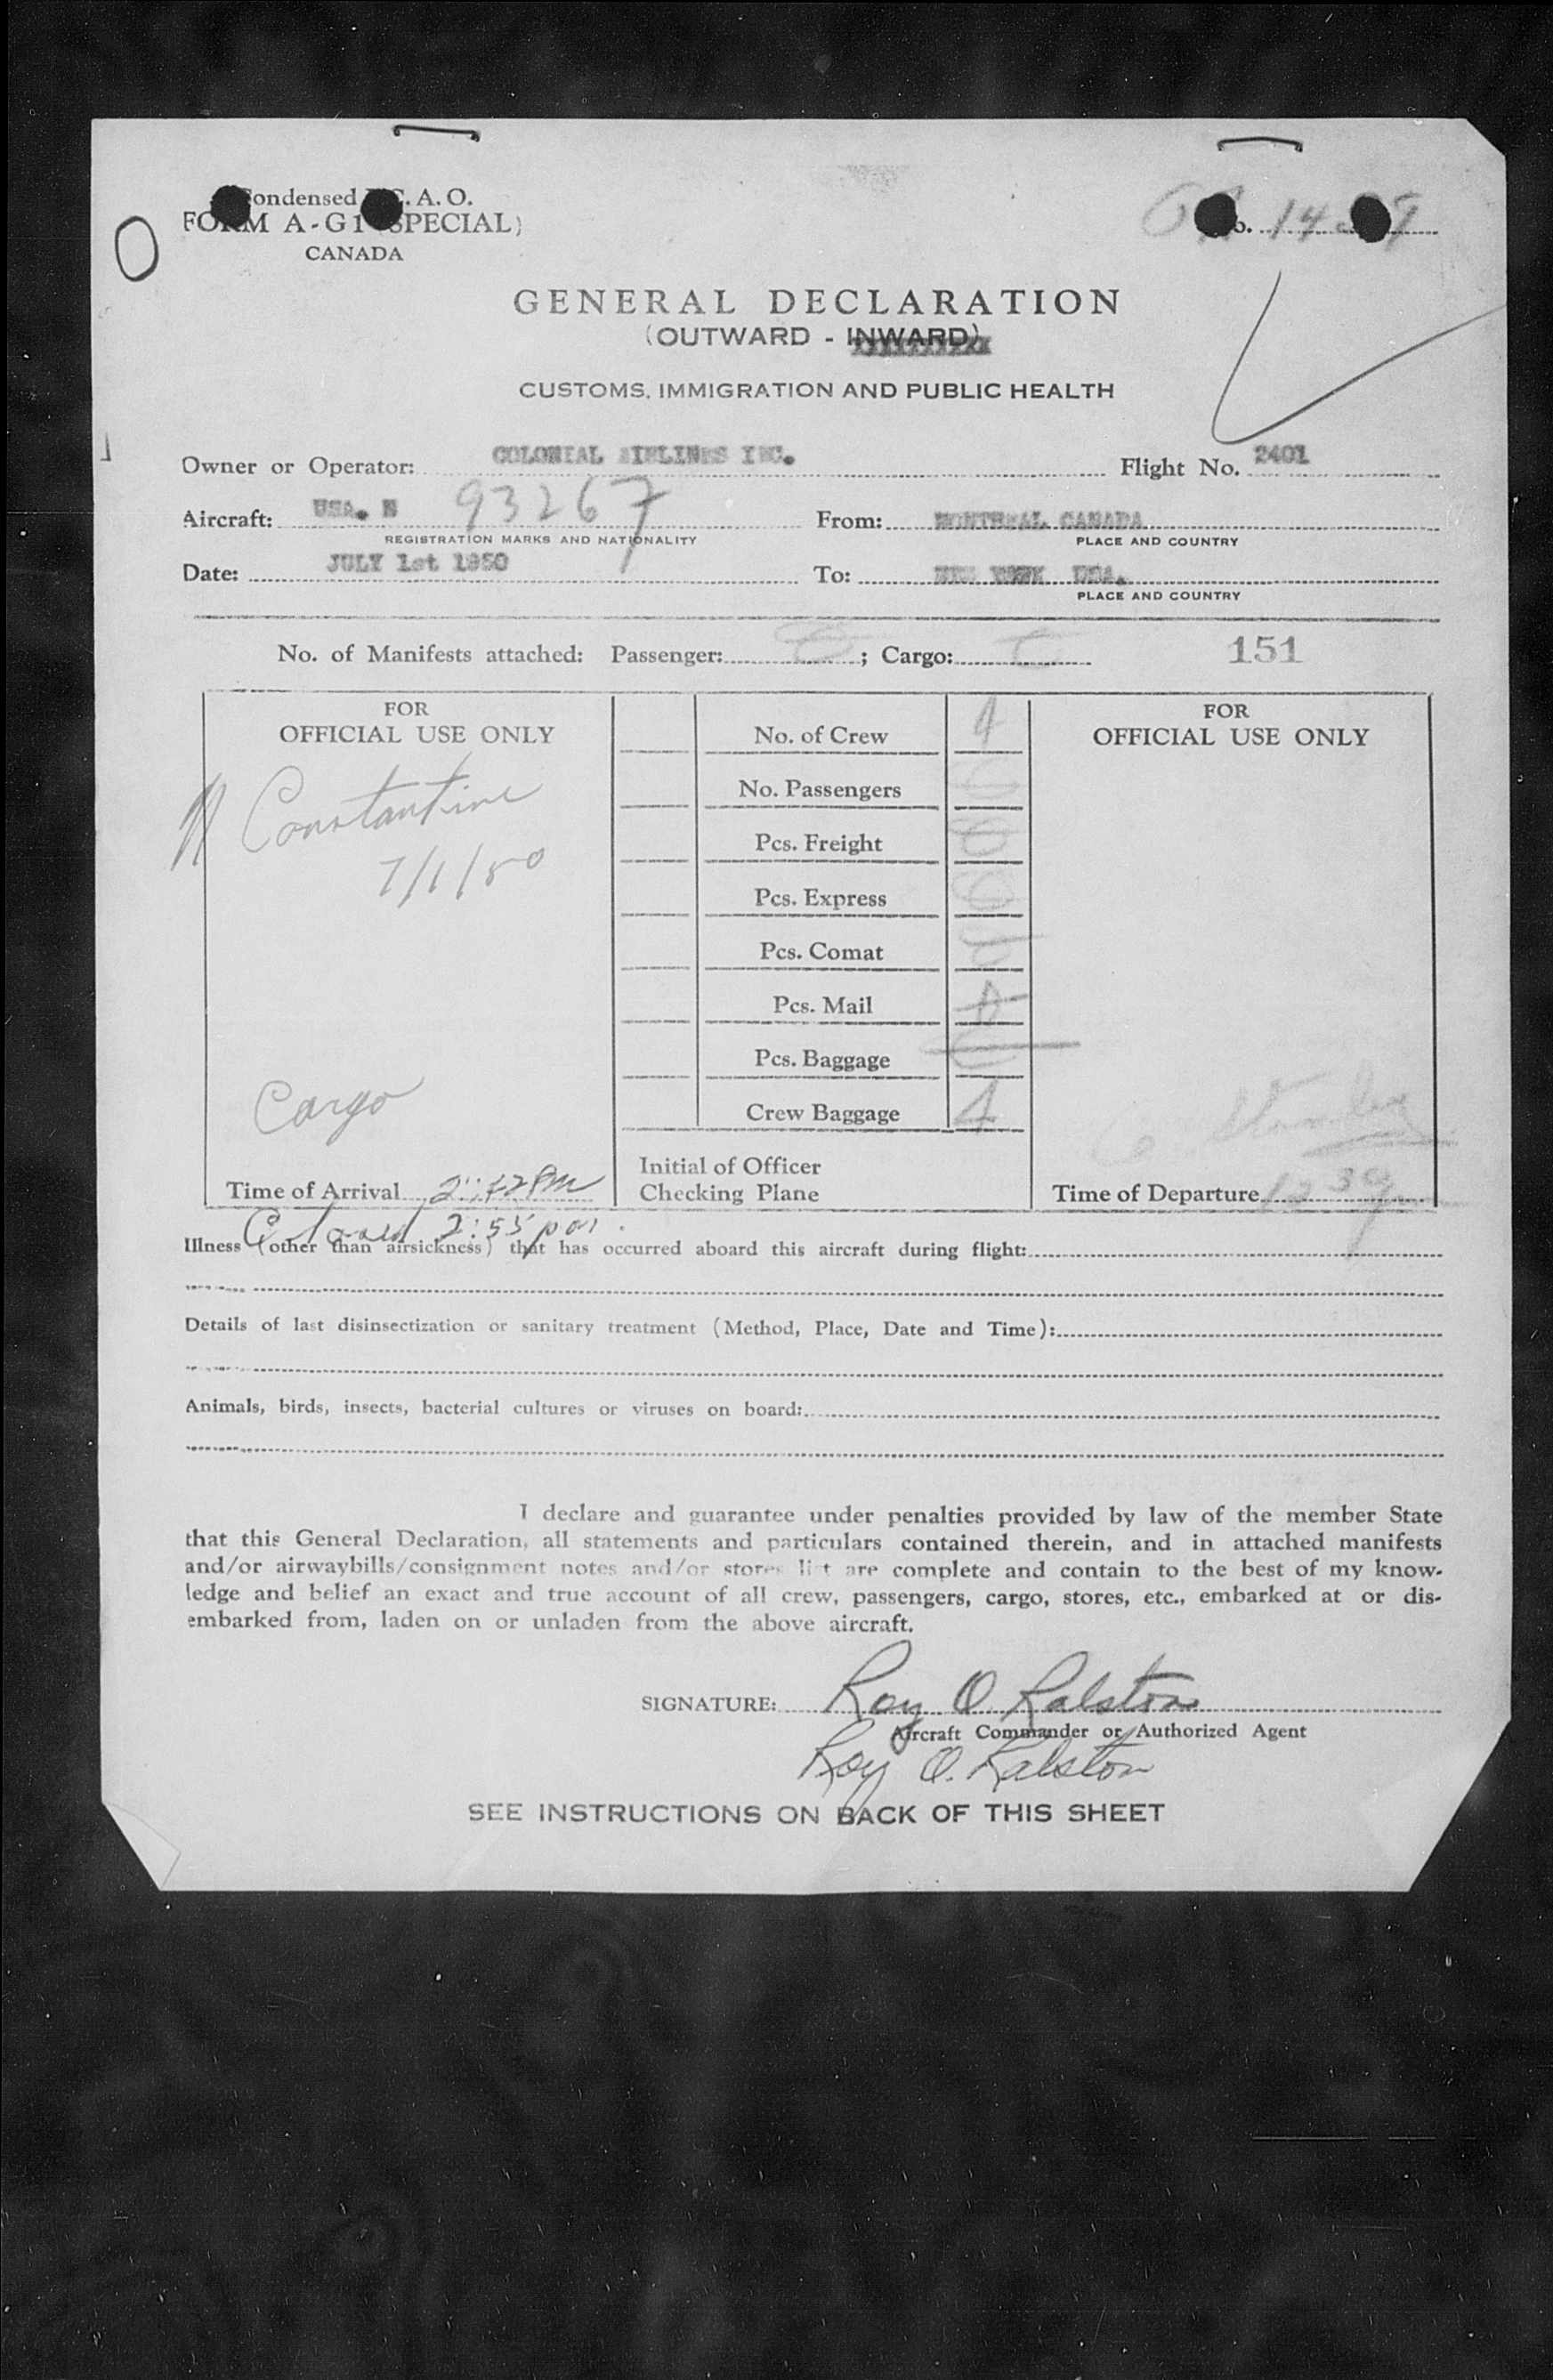 Condensed I.C.A.O.
FORM A-G1 (SPECIAL)
CANADA
No. 14
GENERAL DECLARATION
(OUTWARD - INWARD)
CUSTOMS, IMMIGRATION AND PUBLIC HEALTH
Owner or Operator: COLONIAL AIRLINES INC. Flight No. 2401
Aircraft: USA. N 93267 From: MONTREAL CANADA
REGISTRATION MARKS AND NATIONALITY PLACE AND COUNTRY
Date: JULY 1st 1950 To: NEW YORK USA.
PLACE AND COUNTRY
No. of Manifests attached: Passenger: ; Cargo: 151
FOR
OFFICIAL USE ONLY
Constantine
7/1/50
Cargo
Time of Arrival 2:42 PM
No. of Crew 4
No. Passengers
Pcs. Freight 0
Pcs. Express 0
Pcs. Comat 0
Pcs. Mail 0
Pcs. Baggage 0
Crew Baggage 4
Initial of Officer
Checking Plane
FOR
OFFICIAL USE ONLY
Time of Departure 12 39
Cleared 2:55 pm.
Illness (other than airsickness) that has occurred aboard this aircraft during flight:
Details of last disinsectization or sanitary treatment (Method, Place, Date and Time):
Animals, birds, insects, bacterial cultures or viruses on board:
I declare and guarantee under penalties provided by law of the member State
that this General Declaration, all statements and particulars contained therein, and in attached manifests
and/or airwaybills/consignment notes and/or stores list are complete and contain to the best of my know-
ledge and belief an exact and true account of all crew, passengers, cargo, stores, etc., embarked at or dis-
embarked from, laden on or unladen from the above aircraft.
SIGNATURE: Roy O. Ralston
Aircraft Commander or Authorized Agent
Roy O. Ralston
SEE INSTRUCTIONS ON BACK OF THIS SHEET